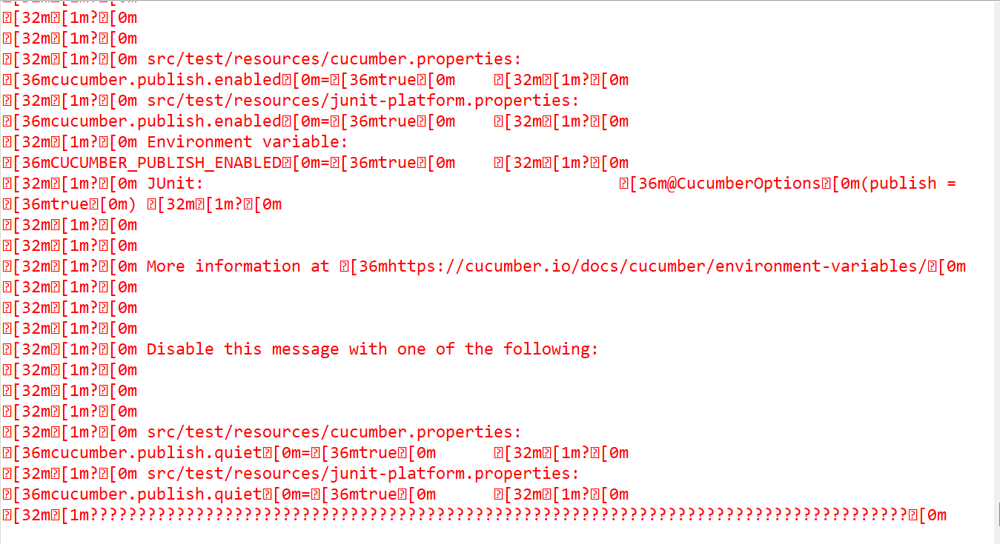 ␛[32m␛[1m?␛[0m
␛[32m␛[1m?␛[0m
␛[32m␛[1m?␛[0m src/test/resources/cucumber.properties:
␛[36mcucumber.publish.enabled␛[0m=␛[36mtrue␛[0m    ␛[32m␛[1m?␛[0m
␛[32m␛[1m?␛[0m src/test/resources/junit-platform.properties:
␛[36mcucumber.publish.enabled␛[0m=␛[36mtrue␛[0m    ␛[32m␛[1m?␛[0m
␛[32m␛[1m?␛[0m Environment variable:
␛[36mCUCUMBER_PUBLISH_ENABLED␛[0m=␛[36mtrue␛[0m    ␛[32m␛[1m?␛[0m
␛[32m␛[1m?␛[0m JUnit:                                           ␛[36m@CucumberOptions␛[0m(publish =
␛[36mtrue␛[0m) ␛[32m␛[1m?␛[0m
␛[32m␛[1m?␛[0m
␛[32m␛[1m?␛[0m
␛[32m␛[1m?␛[0m More information at ␛[36mhttps://cucumber.io/docs/cucumber/environment-variables/␛[0m
␛[32m␛[1m?␛[0m
␛[32m␛[1m?␛[0m
␛[32m␛[1m?␛[0m
␛[32m␛[1m?␛[0m Disable this message with one of the following:
␛[32m␛[1m?␛[0m
␛[32m␛[1m?␛[0m
␛[32m␛[1m?␛[0m
␛[32m␛[1m?␛[0m src/test/resources/cucumber.properties:
␛[36mcucumber.publish.quiet␛[0m=␛[36mtrue␛[0m      ␛[32m␛[1m?␛[0m
␛[32m␛[1m?␛[0m src/test/resources/junit-platform.properties:
␛[36mcucumber.publish.quiet␛[0m=␛[36mtrue␛[0m      ␛[32m␛[1m?␛[0m
␛[32m␛[1m?????????????????????????????????????????????????????????????????????????????????????␛[0m